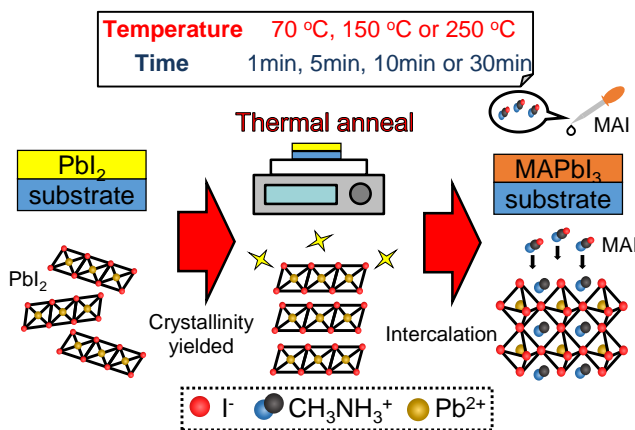 Temperature 70 °C, 150 °C or 250 °C
Time 1min, 5min, 10min or 30min
MAI
Thermal anneal
PbI₂
substrate
MAPbI₃
substrate
MAI
PbI₂
Crystallinity
yielded
Intercalation
I⁻ CH₃NH₃⁺ Pb²⁺